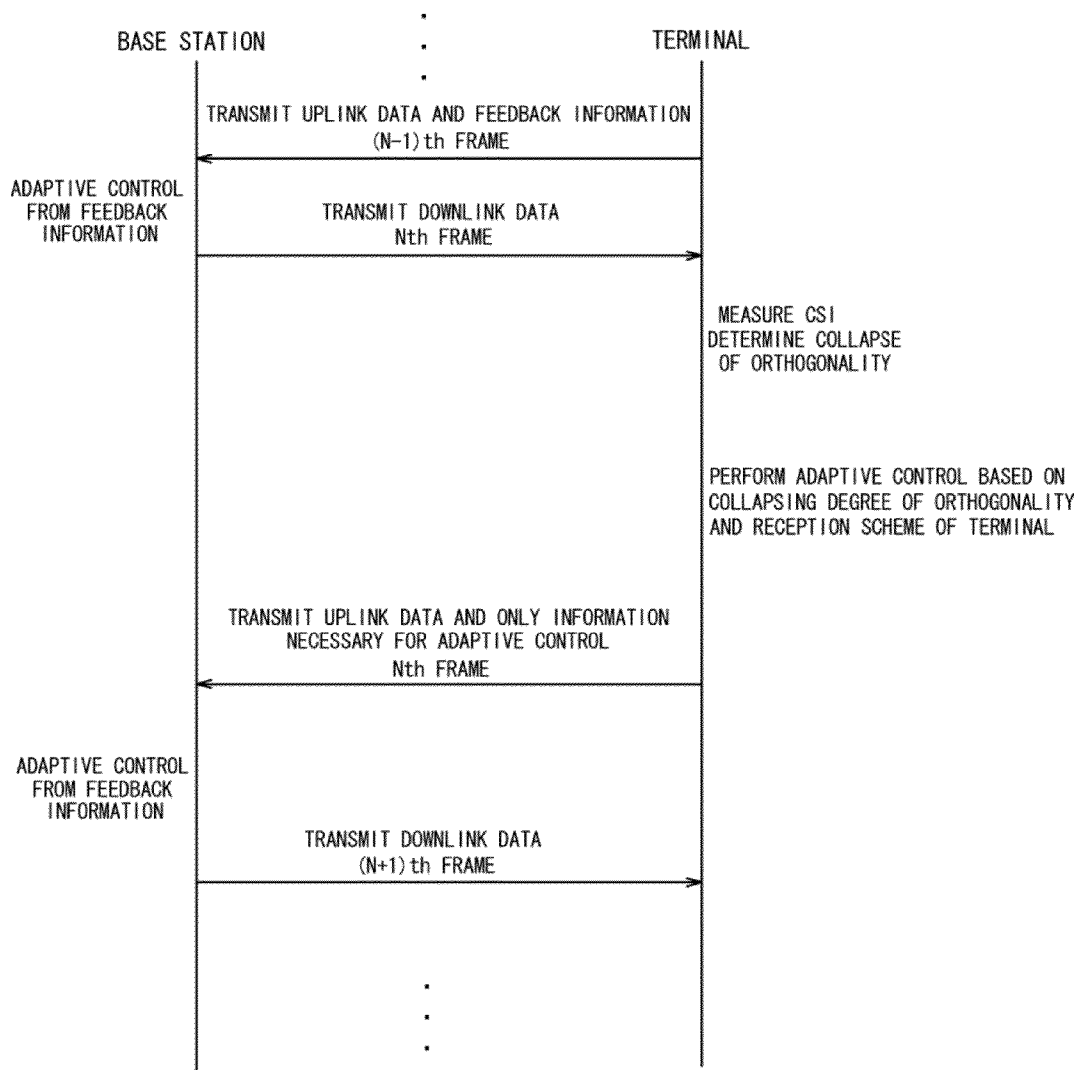 BASE STATION
TERMINAL
TRANSMIT UPLINK DATA AND FEEDBACK INFORMATION
(N-1)th FRAME
ADAPTIVE CONTROL
FROM FEEDBACK
INFORMATION
TRANSMIT DOWNLINK DATA
Nth FRAME
MEASURE CSI
DETERMINE COLLAPSE
OF ORTHOGONALITY
PERFORM ADAPTIVE CONTROL BASED ON
COLLAPSING DEGREE OF ORTHOGONALITY
AND RECEPTION SCHEME OF TERMINAL
TRANSMIT UPLINK DATA AND ONLY INFORMATION
NECESSARY FOR ADAPTIVE CONTROL
Nth FRAME
ADAPTIVE CONTROL
FROM FEEDBACK
INFORMATION
TRANSMIT DOWNLINK DATA
(N+1)th FRAME